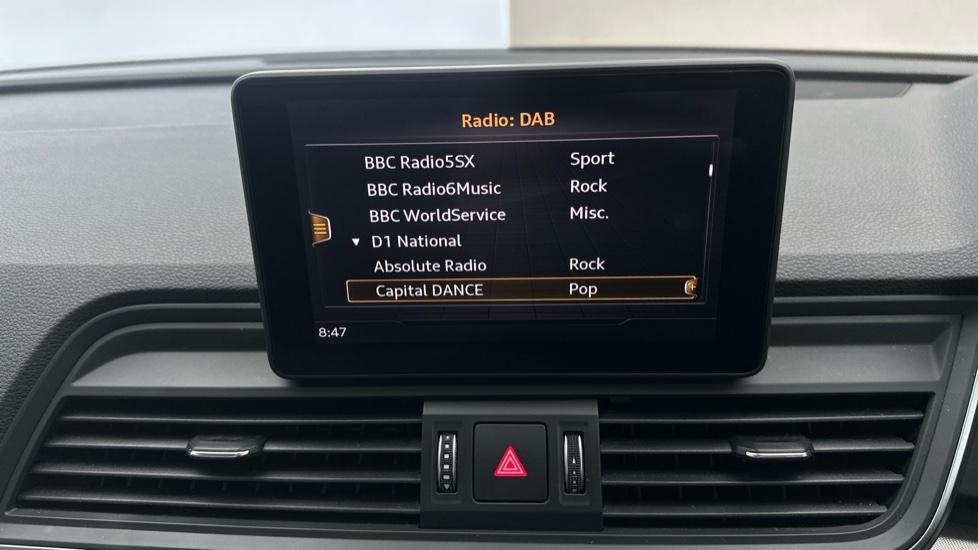 Radio: DAB
BBC Radio5SX Sport
BBC Radio6Music Rock
BBC WorldService Misc.
D1 National
Absolute Radio Rock
Capital DANCE Pop
8:47